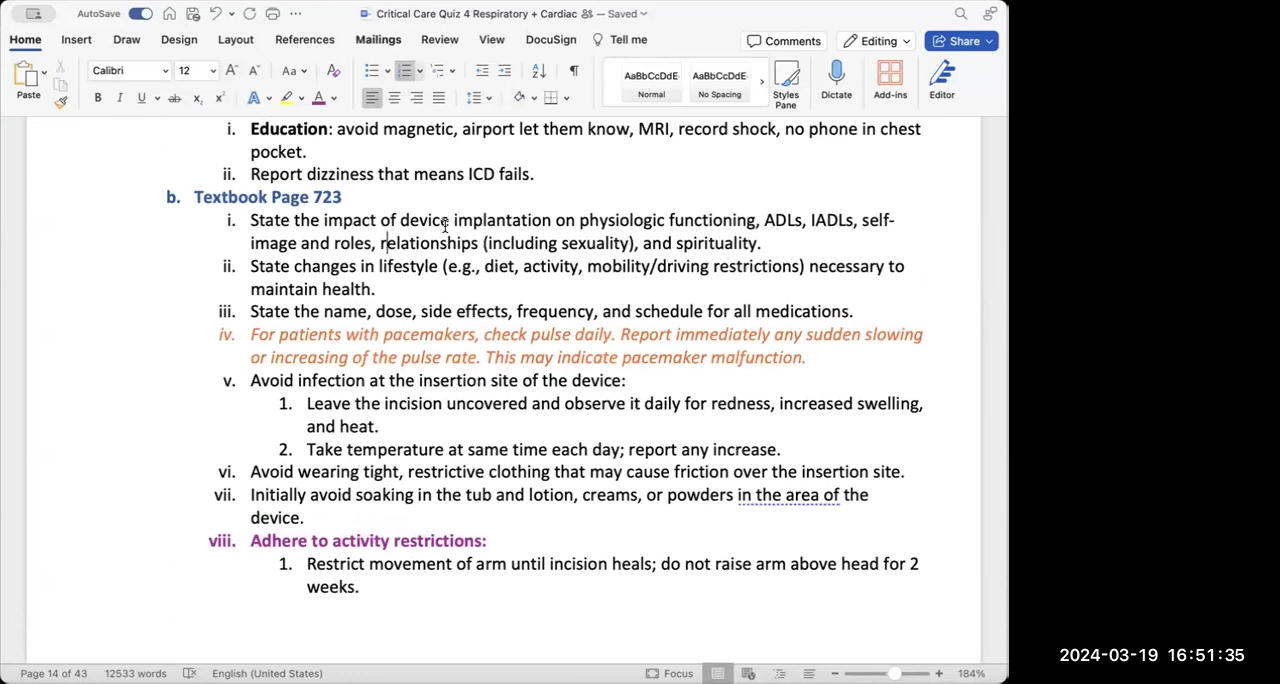 AutoSave
Critical Care Quiz 4 Respiratory + Cardiac — Saved
Home Insert Draw Design Layout References Mailings Review View DocuSign Tell me Comments Editing Share
Paste
Calibri 12
Aa
B I U ab x₂ x² A A
AaBbCcDdE Normal
AaBbCcDdE No Spacing
Styles Pane
Dictate
Add-ins
Editor
i. Education: avoid magnetic, airport let them know, MRI, record shock, no phone in chest
pocket.
ii. Report dizziness that means ICD fails.
b. Textbook Page 723
i. State the impact of device implantation on physiologic functioning, ADLs, IADLs, self-
image and roles, relationships (including sexuality), and spirituality.
ii. State changes in lifestyle (e.g., diet, activity, mobility/driving restrictions) necessary to
maintain health.
iii. State the name, dose, side effects, frequency, and schedule for all medications.
iv. For patients with pacemakers, check pulse daily. Report immediately any sudden slowing
or increasing of the pulse rate. This may indicate pacemaker malfunction.
v. Avoid infection at the insertion site of the device:
1. Leave the incision uncovered and observe it daily for redness, increased swelling,
and heat.
2. Take temperature at same time each day; report any increase.
vi. Avoid wearing tight, restrictive clothing that may cause friction over the insertion site.
vii. Initially avoid soaking in the tub and lotion, creams, or powders in the area of the
device.
viii. Adhere to activity restrictions:
1. Restrict movement of arm until incision heals; do not raise arm above head for 2
weeks.
2024-03-19 16:51:35
Page 14 of 43 12533 words English (United States) Focus 184%